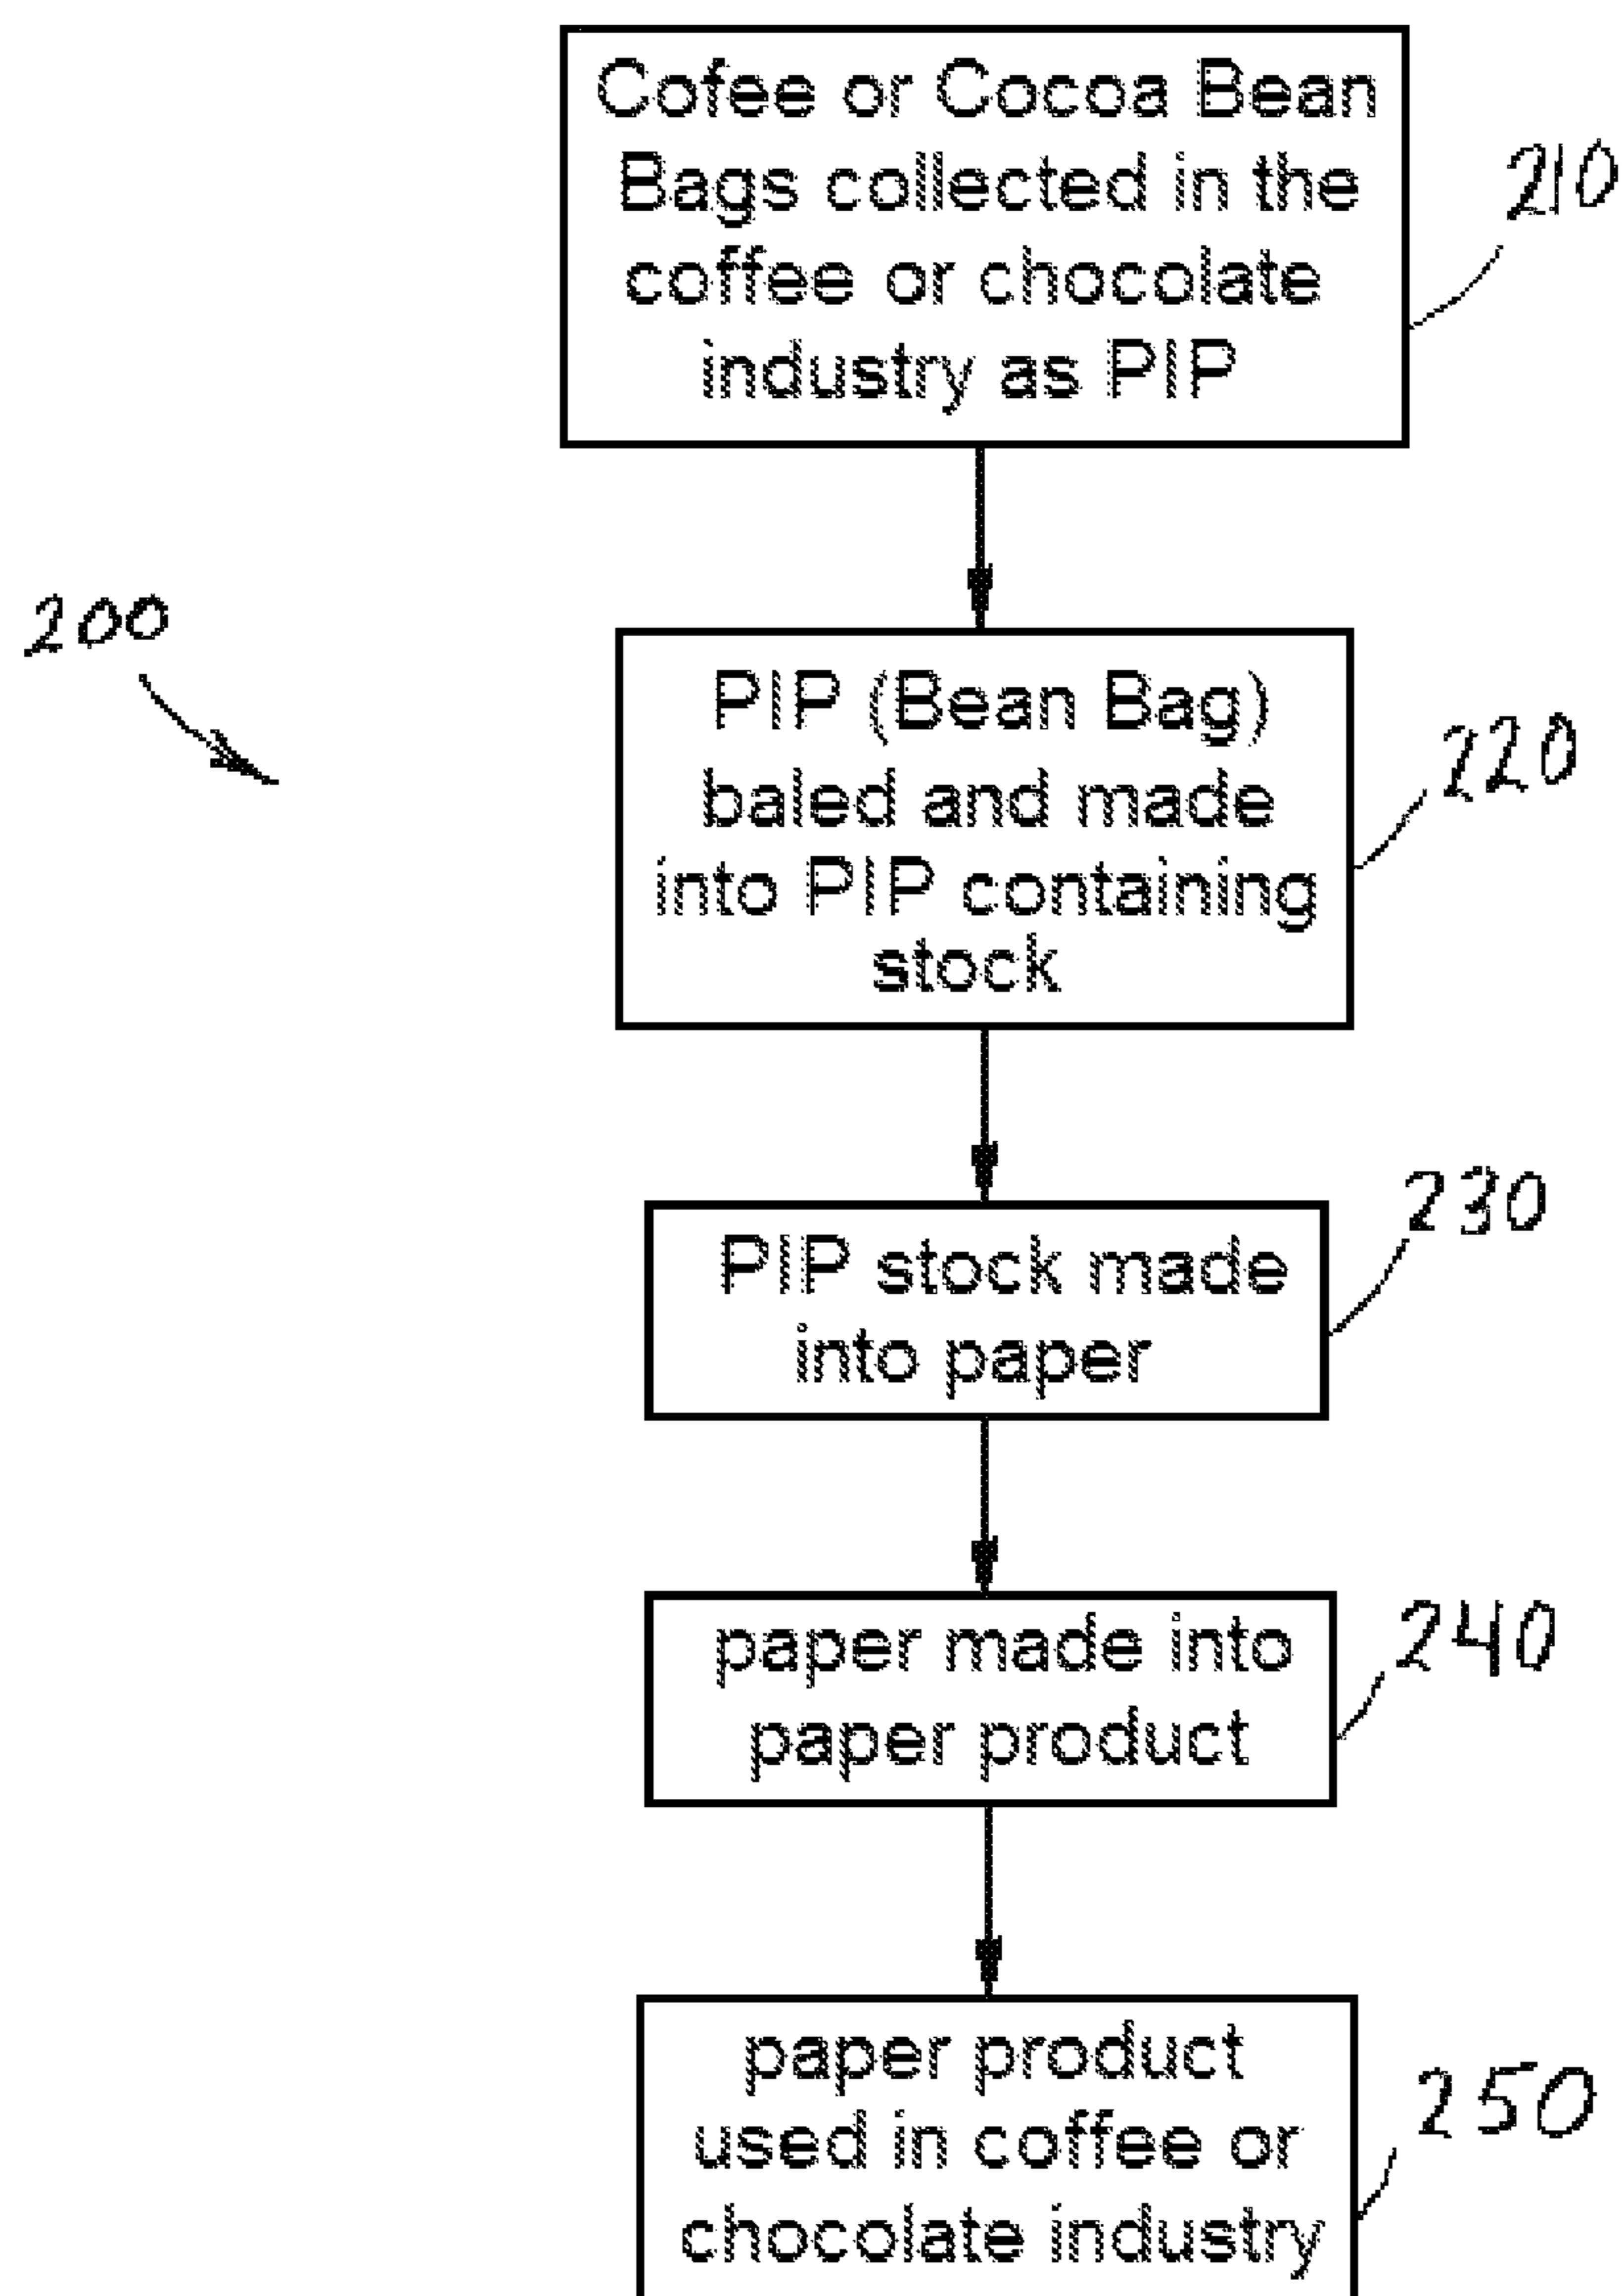 Cofee or Cocoa Bean
Bags collected in the
coffee or chocolate
industry as PIP
210
200
PIP (Bean Bag)
baled and made
into PIP containing
stock
220
230
PIP stock made
into paper
240
paper made into
paper product
250
paper product
used in coffee or
chocolate industry